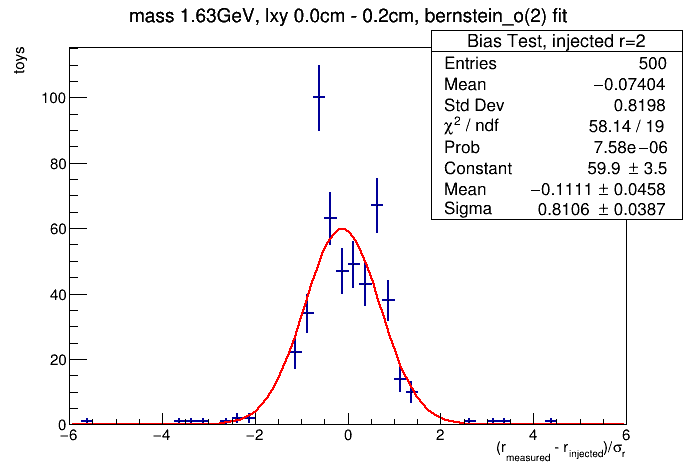 mass 1.63GeV, lxy 0.0cm - 0.2cm, bernstein_o(2) fit
toys
Bias Test, injected r=2
Entries 500
Mean −0.07404
Std Dev 0.8198
χ² / ndf 58.14 / 19
Prob 7.58e−06
Constant 59.9 ± 3.5
Mean −0.1111 ± 0.0458
Sigma 0.8106 ± 0.0387
100
80
60
40
20
0
−6 −4 −2 0 2 4 6
(r_measured - r_injected)/σ_r